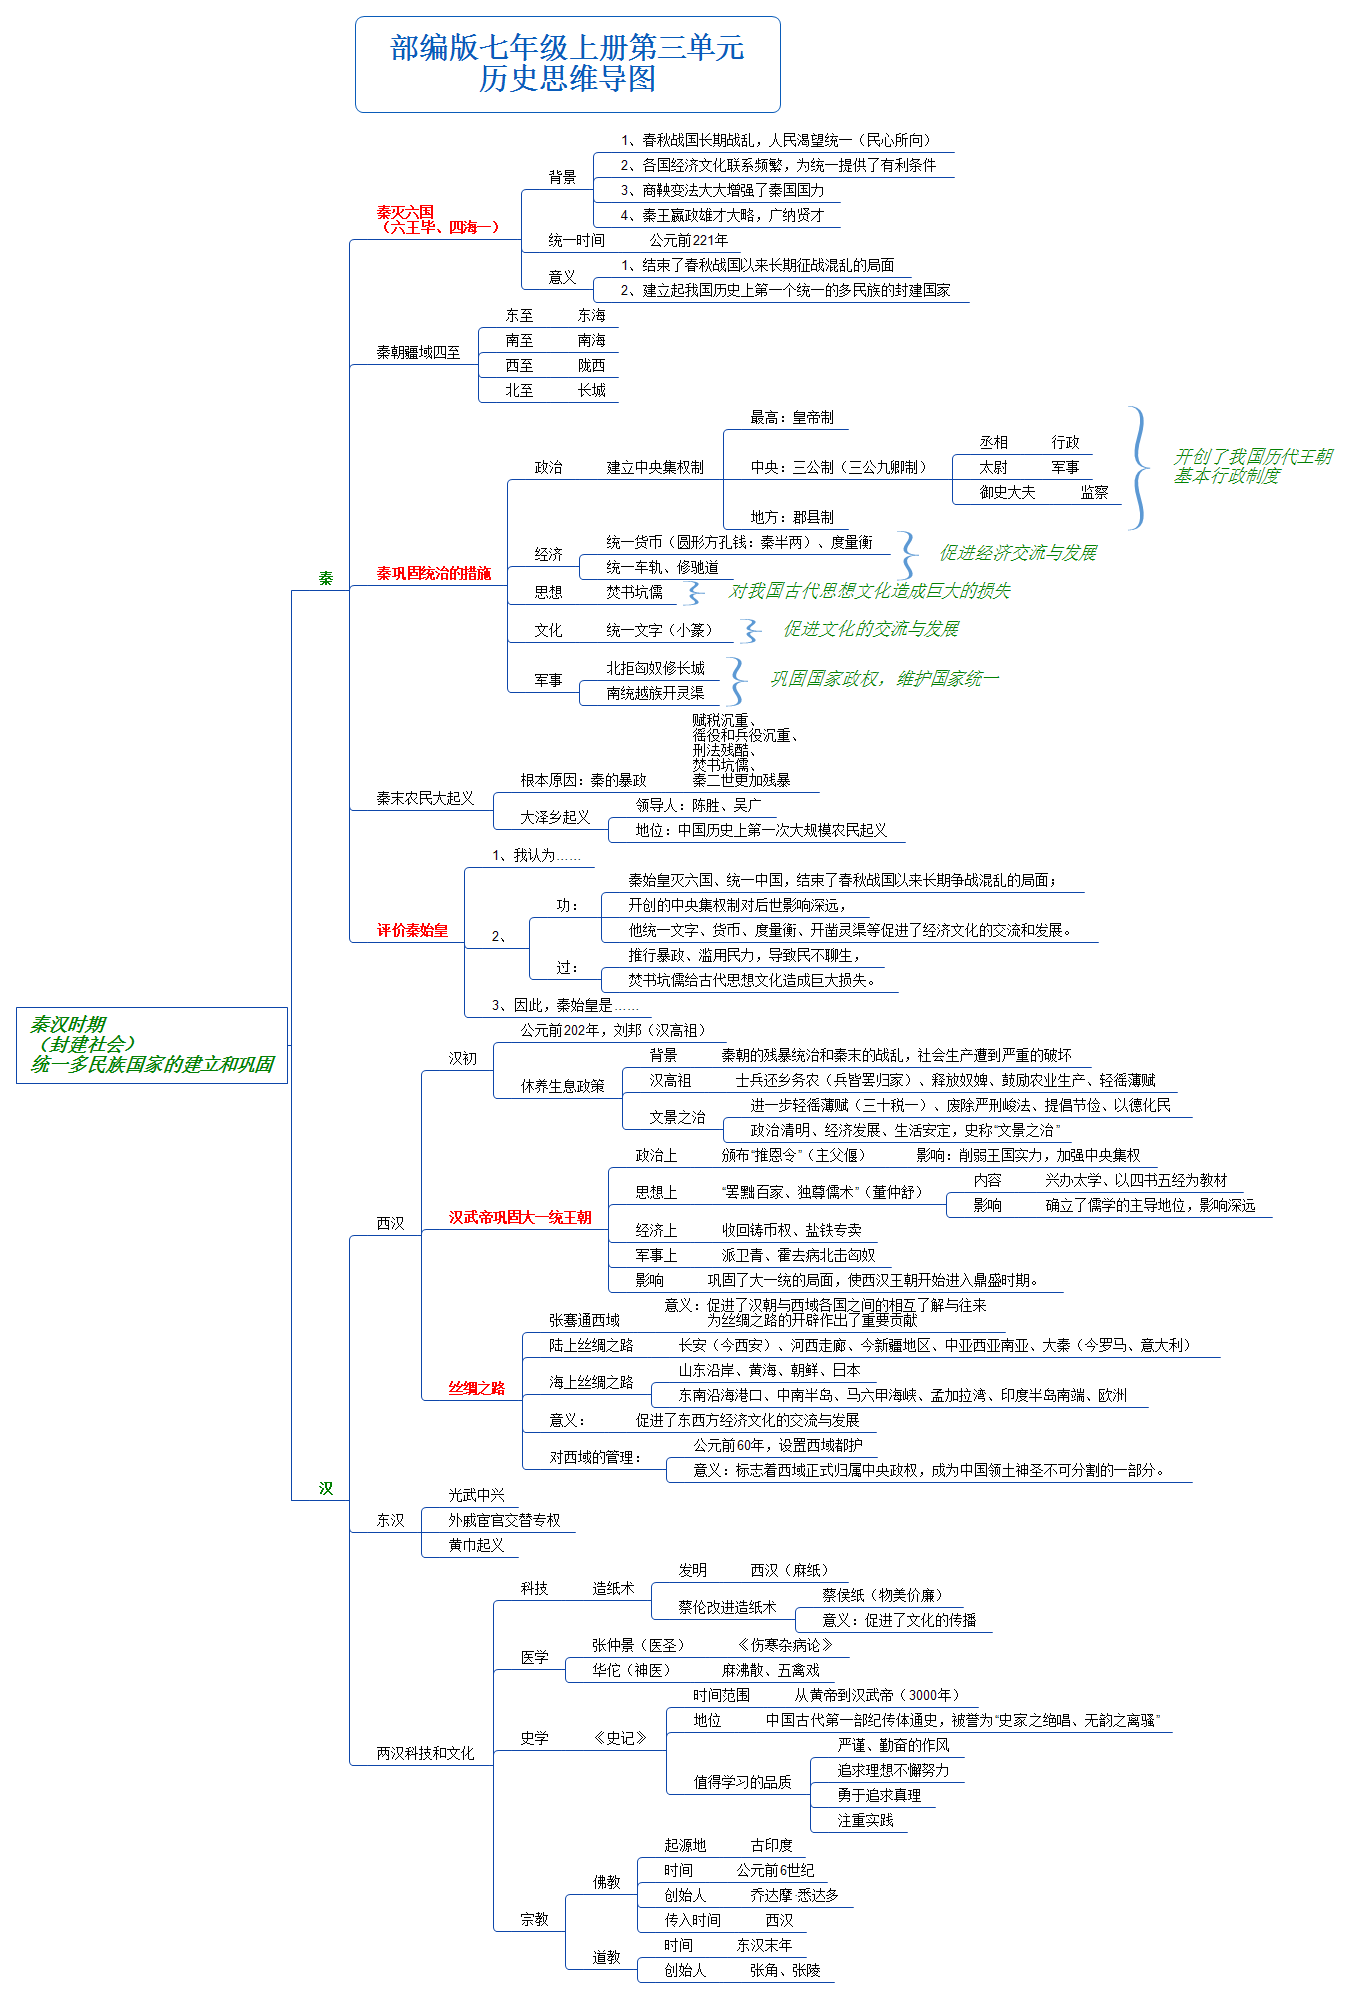 部编版七年级上册第三单元
历史思维导图
秦汉时期
（封建社会）
统一多民族国家的建立和巩固
秦
秦灭六国
（六王毕、四海一）
背景
1、春秋战国长期战乱，人民渴望统一（民心所向）
2、各国经济文化联系频繁，为统一提供了有利条件
3、商鞅变法大大增强了秦国国力
4、秦王嬴政雄才大略，广纳贤才
统一时间
公元前221年
意义
1、结束了春秋战国以来长期征战混乱的局面
2、建立起我国历史上第一个统一的多民族的封建国家
秦朝疆域四至
东至
东海
南至
南海
西至
陇西
北至
长城
秦巩固统治的措施
政治
建立中央集权制
最高：皇帝制
中央：三公制（三公九卿制）
丞相
行政
太尉
军事
御史大夫
监察
地方：郡县制
开创了我国历代王朝
基本行政制度
经济
统一货币（圆形方孔钱：秦半两）、度量衡
统一车轨、修驰道
促进经济交流与发展
思想
焚书坑儒
对我国古代思想文化造成巨大的损失
文化
统一文字（小篆）
促进文化的交流与发展
军事
北拒匈奴修长城
南统越族开灵渠
巩固国家政权，维护国家统一
秦末农民大起义
根本原因：秦的暴政
赋税沉重、
徭役和兵役沉重、
刑法残酷、
焚书坑儒、
秦二世更加残暴
大泽乡起义
领导人：陈胜、吴广
地位：中国历史上第一次大规模农民起义
评价秦始皇
1、我认为……
2、
功：
秦始皇灭六国、统一中国，结束了春秋战国以来长期争战混乱的局面；
开创的中央集权制对后世影响深远，
他统一文字、货币、度量衡、开凿灵渠等促进了经济文化的交流和发展。
过：
推行暴政、滥用民力，导致民不聊生，
焚书坑儒给古代思想文化造成巨大损失。
3、因此，秦始皇是……
汉
西汉
汉初
公元前202年，刘邦（汉高祖）
休养生息政策
背景
秦朝的残暴统治和秦末的战乱，社会生产遭到严重的破坏
汉高祖
士兵还乡务农（兵皆罢归家）、释放奴婢、鼓励农业生产、轻徭薄赋
文景之治
进一步轻徭薄赋（三十税一）、废除严刑峻法、提倡节俭、以德化民
政治清明、经济发展、生活安定，史称“文景之治”
汉武帝巩固大一统王朝
政治上
颁布“推恩令”（主父偃）
影响：削弱王国实力，加强中央集权
思想上
“罢黜百家、独尊儒术”（董仲舒）
内容
兴办太学、以四书五经为教材
影响
确立了儒学的主导地位，影响深远
经济上
收回铸币权、盐铁专卖
军事上
派卫青、霍去病北击匈奴
影响
巩固了大一统的局面，使西汉王朝开始进入鼎盛时期。
丝绸之路
张骞通西域
意义：促进了汉朝与西域各国之间的相互了解与往来
为丝绸之路的开辟作出了重要贡献
陆上丝绸之路
长安（今西安）、河西走廊、今新疆地区、中亚西亚南亚、大秦（今罗马、意大利）
海上丝绸之路
山东沿岸、黄海、朝鲜、日本
东南沿海港口、中南半岛、马六甲海峡、孟加拉湾、印度半岛南端、欧洲
意义：
促进了东西方经济文化的交流与发展
对西域的管理：
公元前60年，设置西域都护
意义：标志着西域正式归属中央政权，成为中国领土神圣不可分割的一部分。
东汉
光武中兴
外戚宦官交替专权
黄巾起义
两汉科技和文化
科技
造纸术
发明
西汉（麻纸）
蔡伦改进造纸术
蔡侯纸（物美价廉）
意义：促进了文化的传播
医学
张仲景（医圣）
《伤寒杂病论》
华佗（神医）
麻沸散、五禽戏
史学
《史记》
时间范围
从黄帝到汉武帝（3000年）
地位
中国古代第一部纪传体通史，被誉为“史家之绝唱、无韵之离骚”
值得学习的品质
严谨、勤奋的作风
追求理想不懈努力
勇于追求真理
注重实践
宗教
佛教
起源地
古印度
时间
公元前6世纪
创始人
乔达摩·悉达多
传入时间
西汉
道教
时间
东汉末年
创始人
张角、张陵